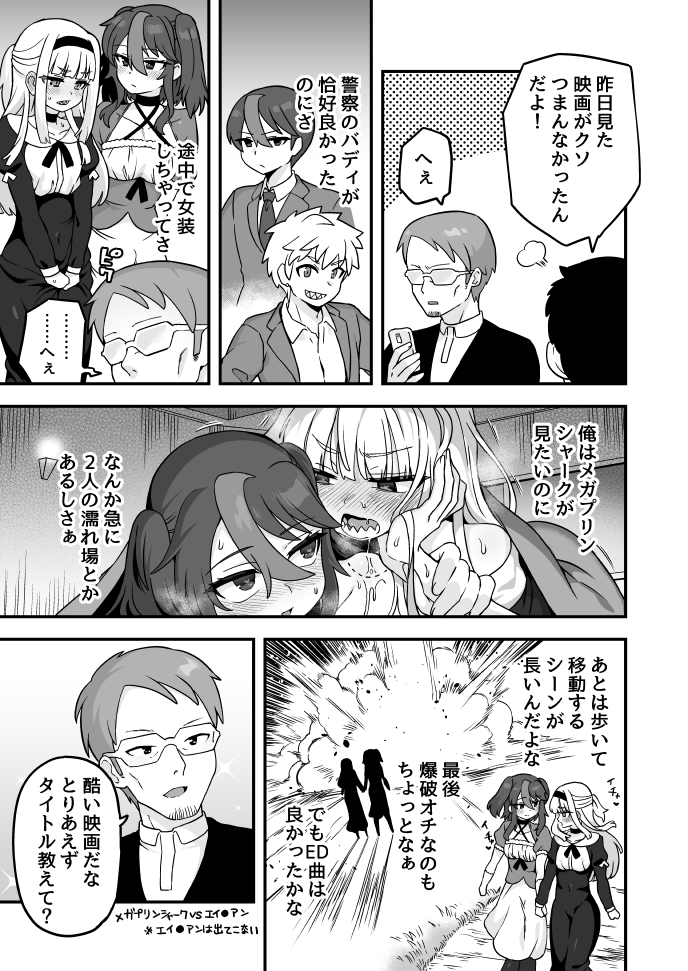 昨日見た
映画がクソ
つまんなかったん
だよ！
へぇ
警察のバディが
恰好良かった
のにさ
途中で女装
しちゃってさ
ピク
………
……へぇ
俺はメガプリン
シャークが
見たいのに
なんか急に
2人の濡れ場とか
あるしさぁ
あとは歩いて
移動する
シーンが
長いんだよな
イチャ♥
イチャ♥
最後
爆破オチなのも
ちょっとなぁ
でもED曲は
良かったかな
酷い映画だな
とりあえず
タイトル教えて？
メガプリンシャークVSエイ●アン
※エイ●アンは出てこない